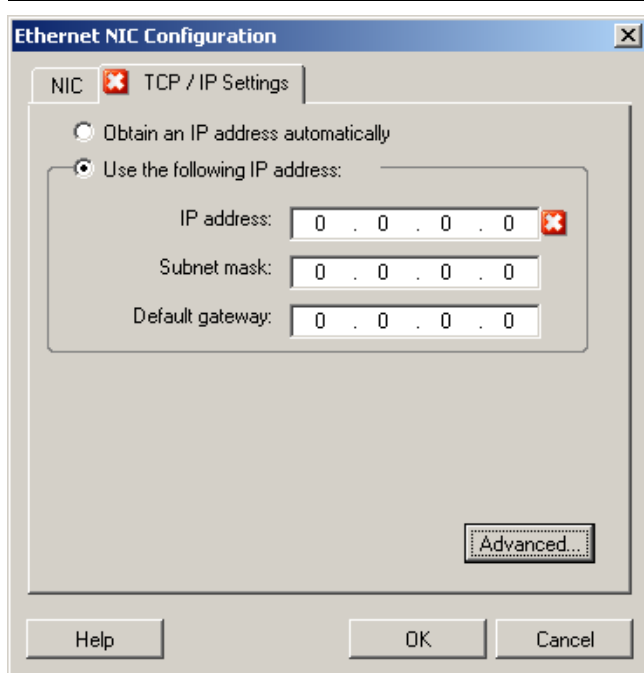 Ethernet NIC Configuration
NIC TCP / IP Settings
Obtain an IP address automatically
Use the following IP address:
IP address: 0 . 0 . 0 . 0
Subnet mask: 0 . 0 . 0 . 0
Default gateway: 0 . 0 . 0 . 0
Advanced...
Help OK Cancel